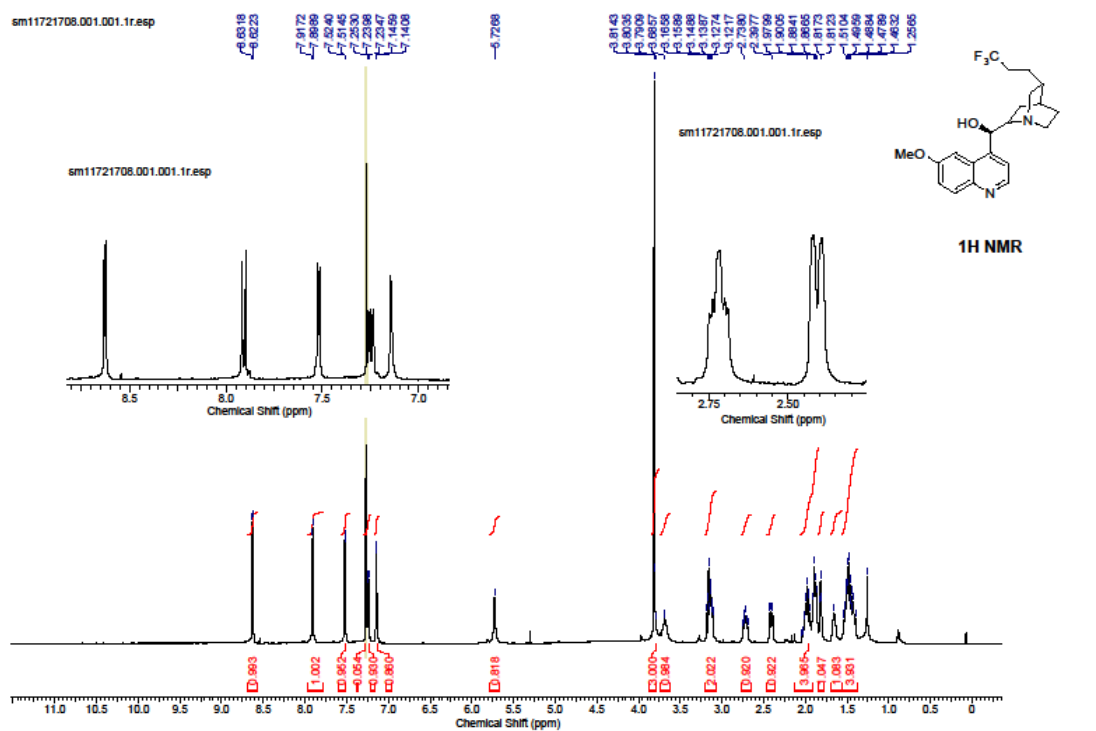 sm11721708.001.001.1r.esp
8.6318
8.6223
7.9172
7.8989
7.5240
7.5145
7.2530
7.2398
7.2347
7.1459
7.1408
5.7268
3.8143
3.8035
3.7909
3.6857
3.1658
3.1589
3.1488
3.1387
3.1274
3.1217
2.7380
2.3977
1.9799
1.9005
1.8841
1.8665
1.8173
1.8123
1.5104
1.4959
1.4884
1.4789
1.4632
1.2565
F3C
HO
N
MeO
N
1H NMR
sm11721708.001.001.1r.esp
8.5 8.0 7.5 7.0
Chemical Shift (ppm)
sm11721708.001.001.1r.esp
2.75 2.50
Chemical Shift (ppm)
0.993 1.002 0.952 1.054 0.930 0.860 0.818 3.000 0.984 2.022 0.920 0.922 3.985 1.047 1.083 3.931
11.0 10.5 10.0 9.5 9.0 8.5 8.0 7.5 7.0 6.5 6.0 5.5 5.0 4.5 4.0 3.5 3.0 2.5 2.0 1.5 1.0 0.5 0
Chemical Shift (ppm)